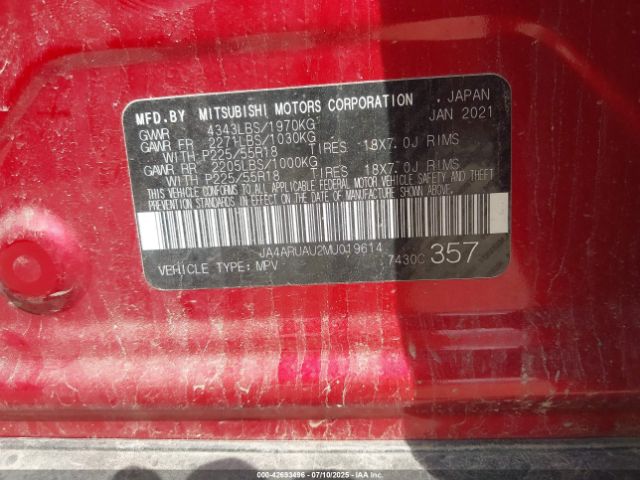 MFD.BY MITSUBISHI MOTORS CORPORATION , JAPAN
GVWR 4343LBS/1970KG JAN 2021
GAWR FR 2271LBS/1030KG
WITH P225/55R18 TIRES 18X7.0J RIMS
GAWR RR 2205LBS/1000KG
WITH P225/55R18 TIRES 18X7.0J RIMS
THIS VEHICLE CONFORMS TO ALL APPLICABLE FEDERAL MOTOR VEHICLE SAFETY AND THEFT
PREVENTION STANDARDS IN EFFECT ON THE DATE OF MANUFACTURE SHOWN ABOVE.
JA4ARUAU2MU019614
VEHICLE TYPE: MPV 7430C 357
© IAA - 42653496 - 07/10/2025 - IAAI.COM